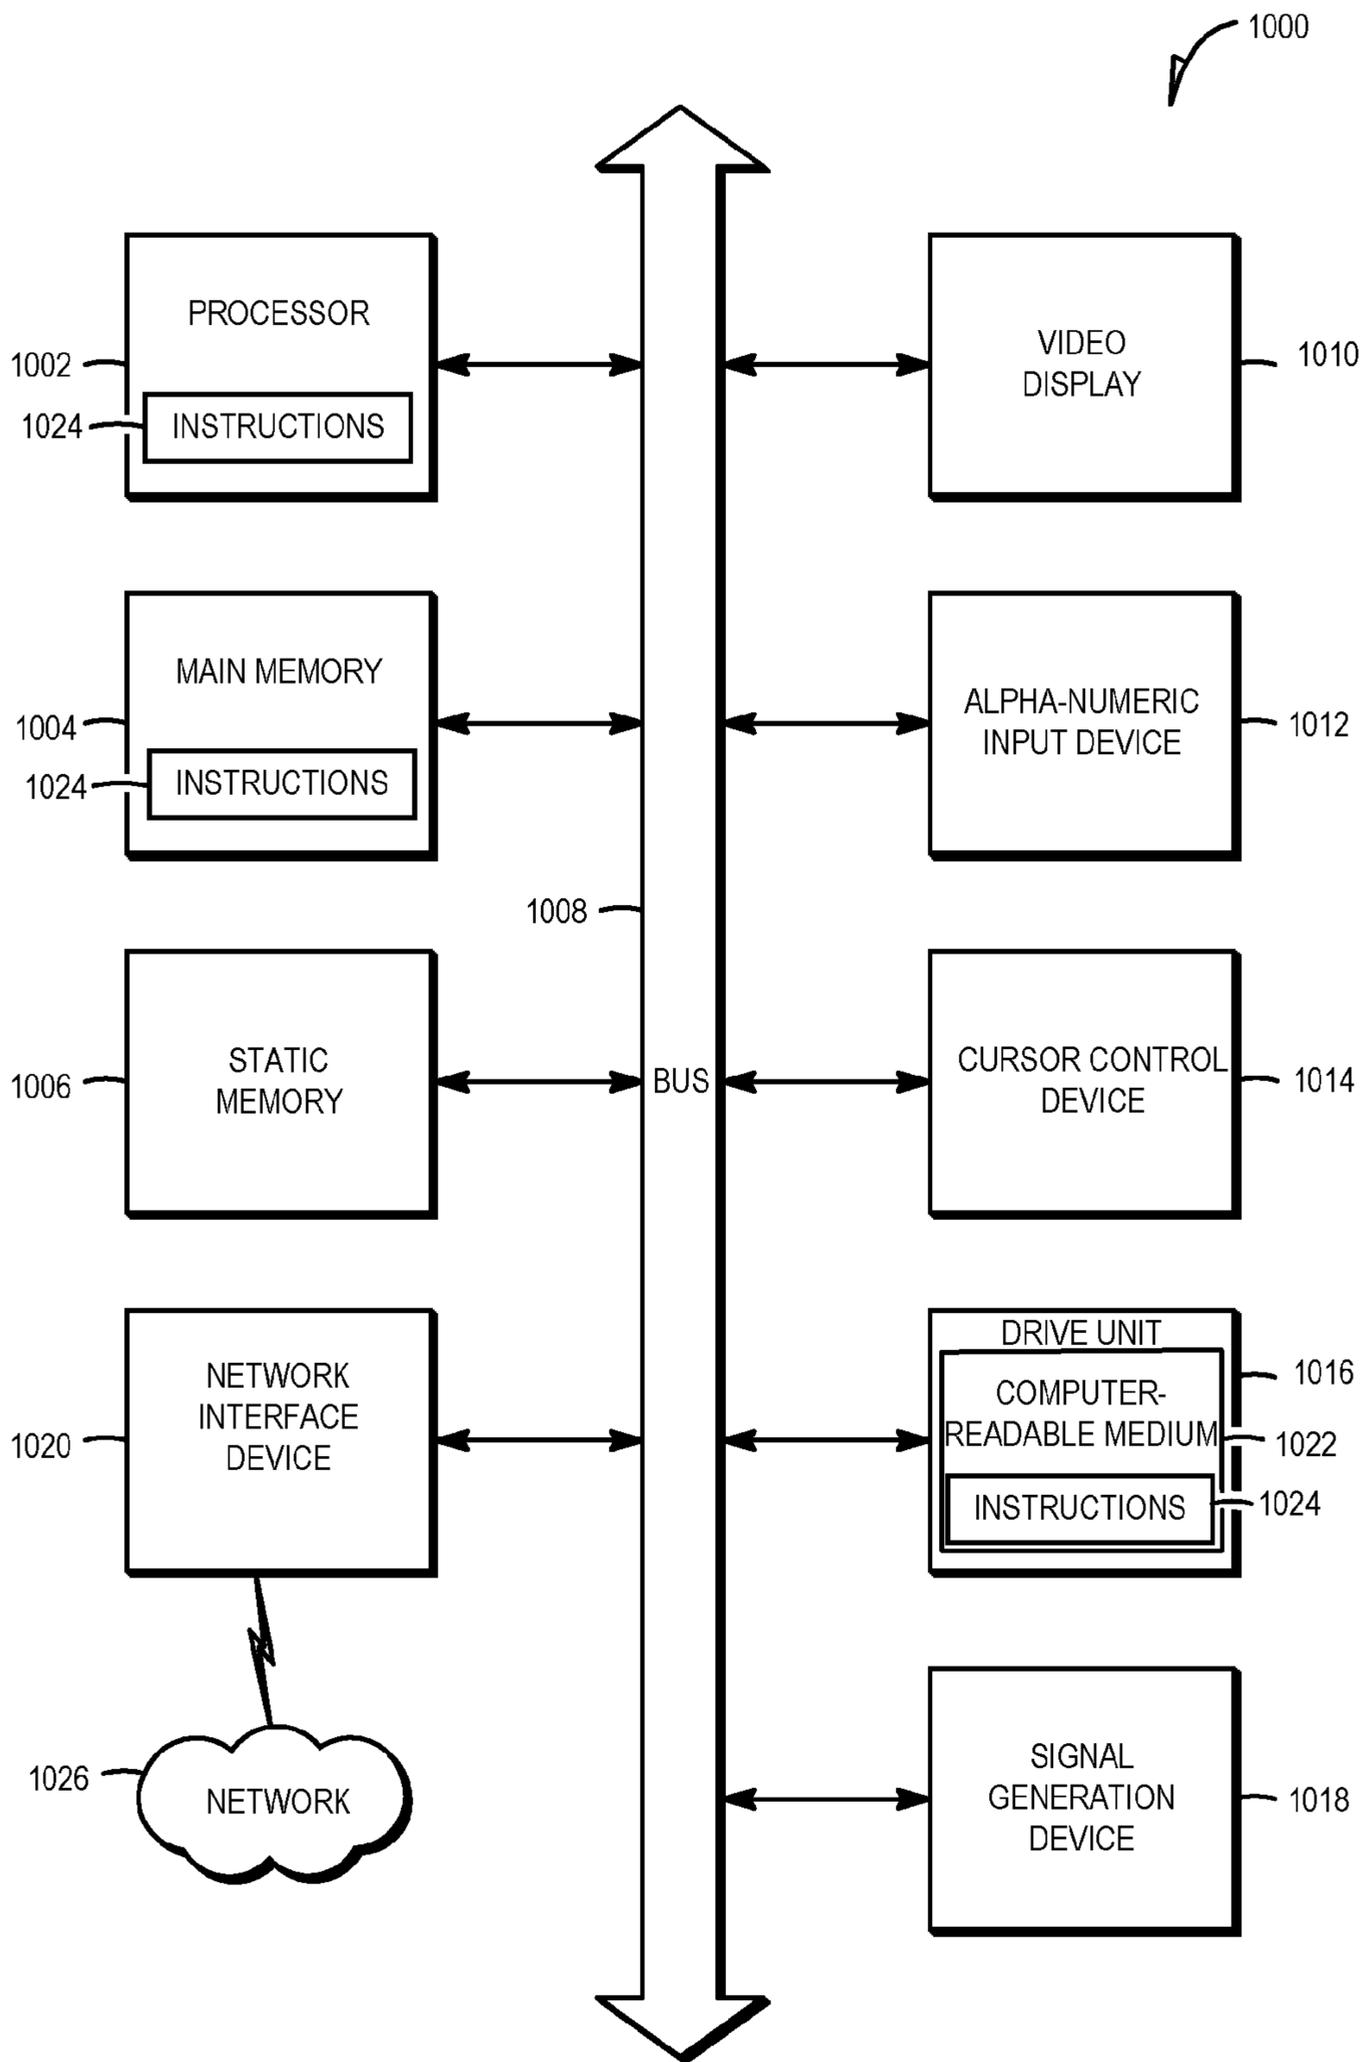 1000
PROCESSOR
1002
1024
INSTRUCTIONS
VIDEO
DISPLAY
1010
MAIN MEMORY
1004
1024
INSTRUCTIONS
ALPHA-NUMERIC
INPUT DEVICE
1012
1008
STATIC
MEMORY
1006
BUS
CURSOR CONTROL
DEVICE
1014
NETWORK
INTERFACE
DEVICE
1020
DRIVE UNIT
1016
COMPUTER-
READABLE MEDIUM
1022
INSTRUCTIONS
1024
1026
NETWORK
SIGNAL
GENERATION
DEVICE
1018